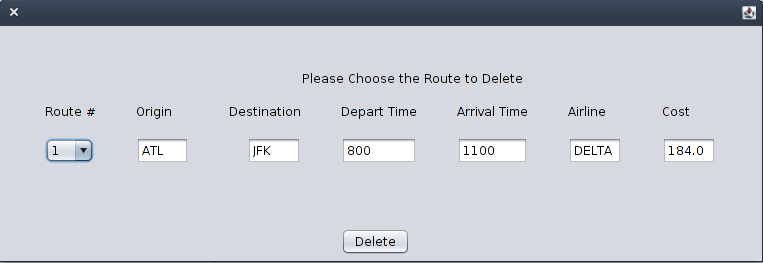 Please Choose the Route to Delete
Route # Origin Destination Depart Time Arrival Time Airline Cost
1 ATL JFK 800 1100 DELTA 184.0
Delete